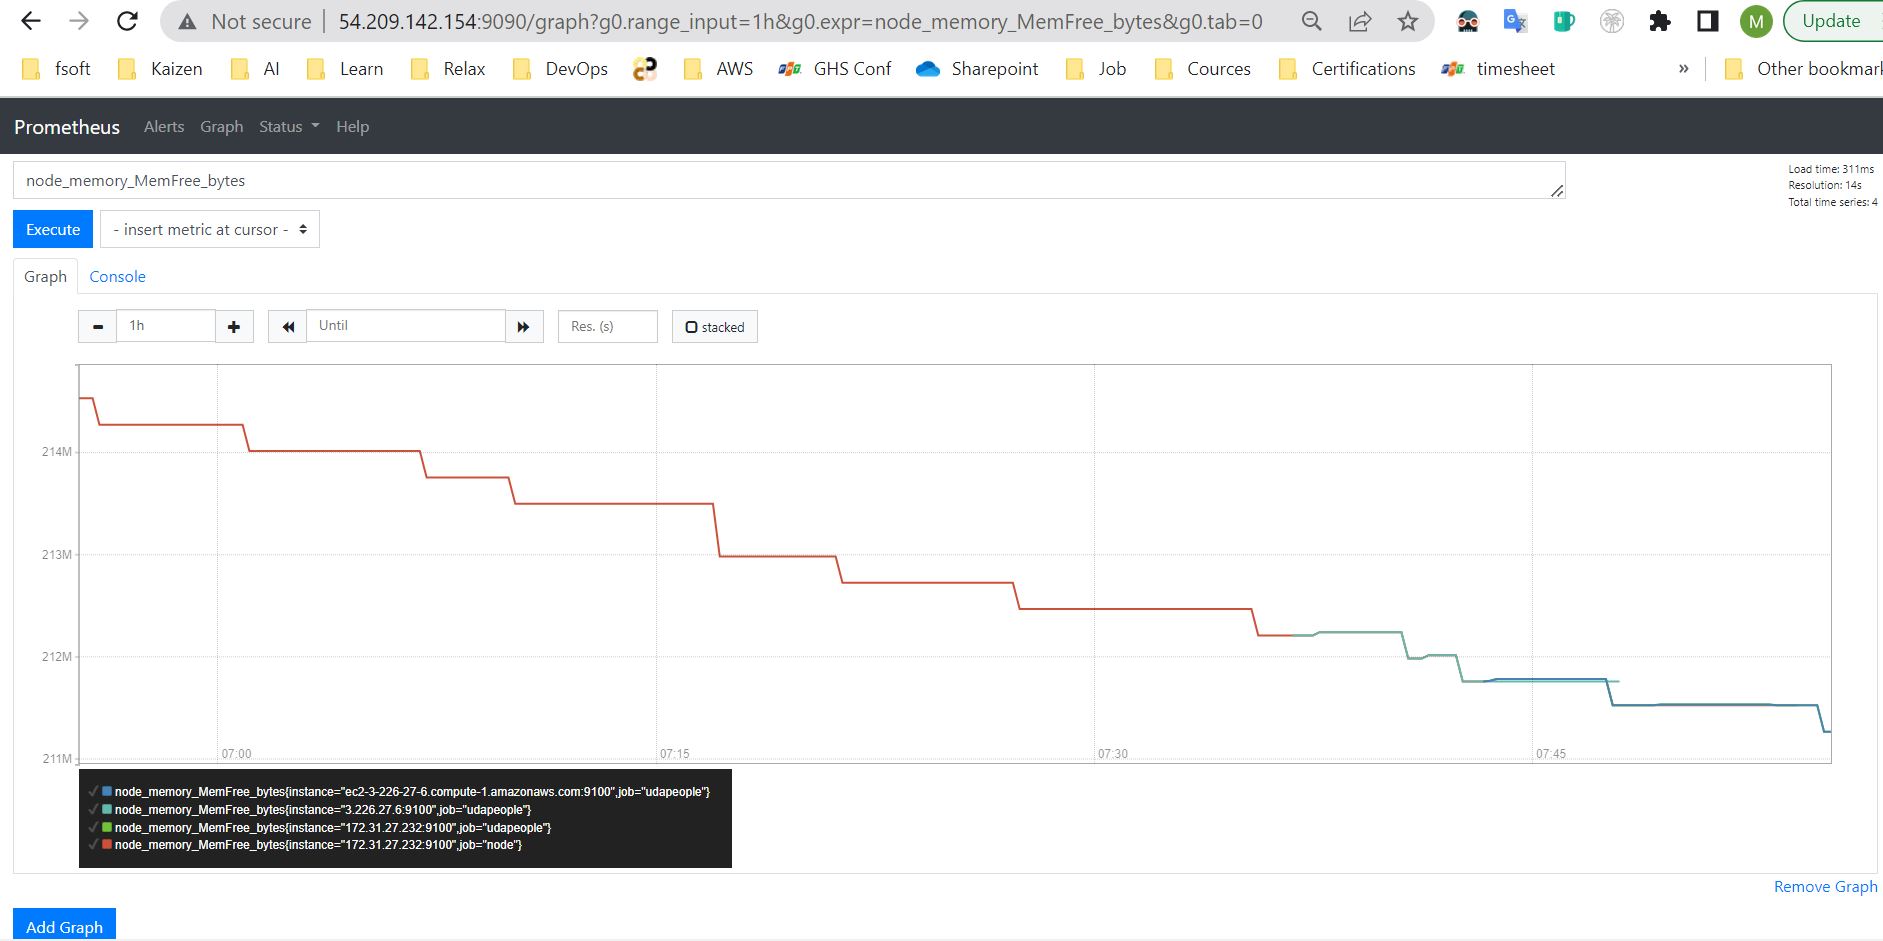 Not secure 54.209.142.154:9090/graph?g0.range_input=1h&g0.expr=node_memory_MemFree_bytes&g0.tab=0 M Update
fsoft Kaizen AI Learn Relax DevOps AWS GHS Conf Sharepoint Job Cources Certifications timesheet » Other bookmark
Prometheus Alerts Graph Status Help
node_memory_MemFree_bytes
Load time: 311ms
Resolution: 14s
Total time series: 4
Execute - insert metric at cursor -
Graph Console
1h Until Res. (s) stacked
214M
213M
212M
211M
07:00 07:15 07:30 07:45
node_memory_MemFree_bytes{instance="ec2-3-226-27-6.compute-1.amazonaws.com:9100",job="udapeople"}
node_memory_MemFree_bytes{instance="3.226.27.6:9100",job="udapeople"}
node_memory_MemFree_bytes{instance="172.31.27.232:9100",job="udapeople"}
node_memory_MemFree_bytes{instance="172.31.27.232:9100",job="node"}
Remove Graph
Add Graph